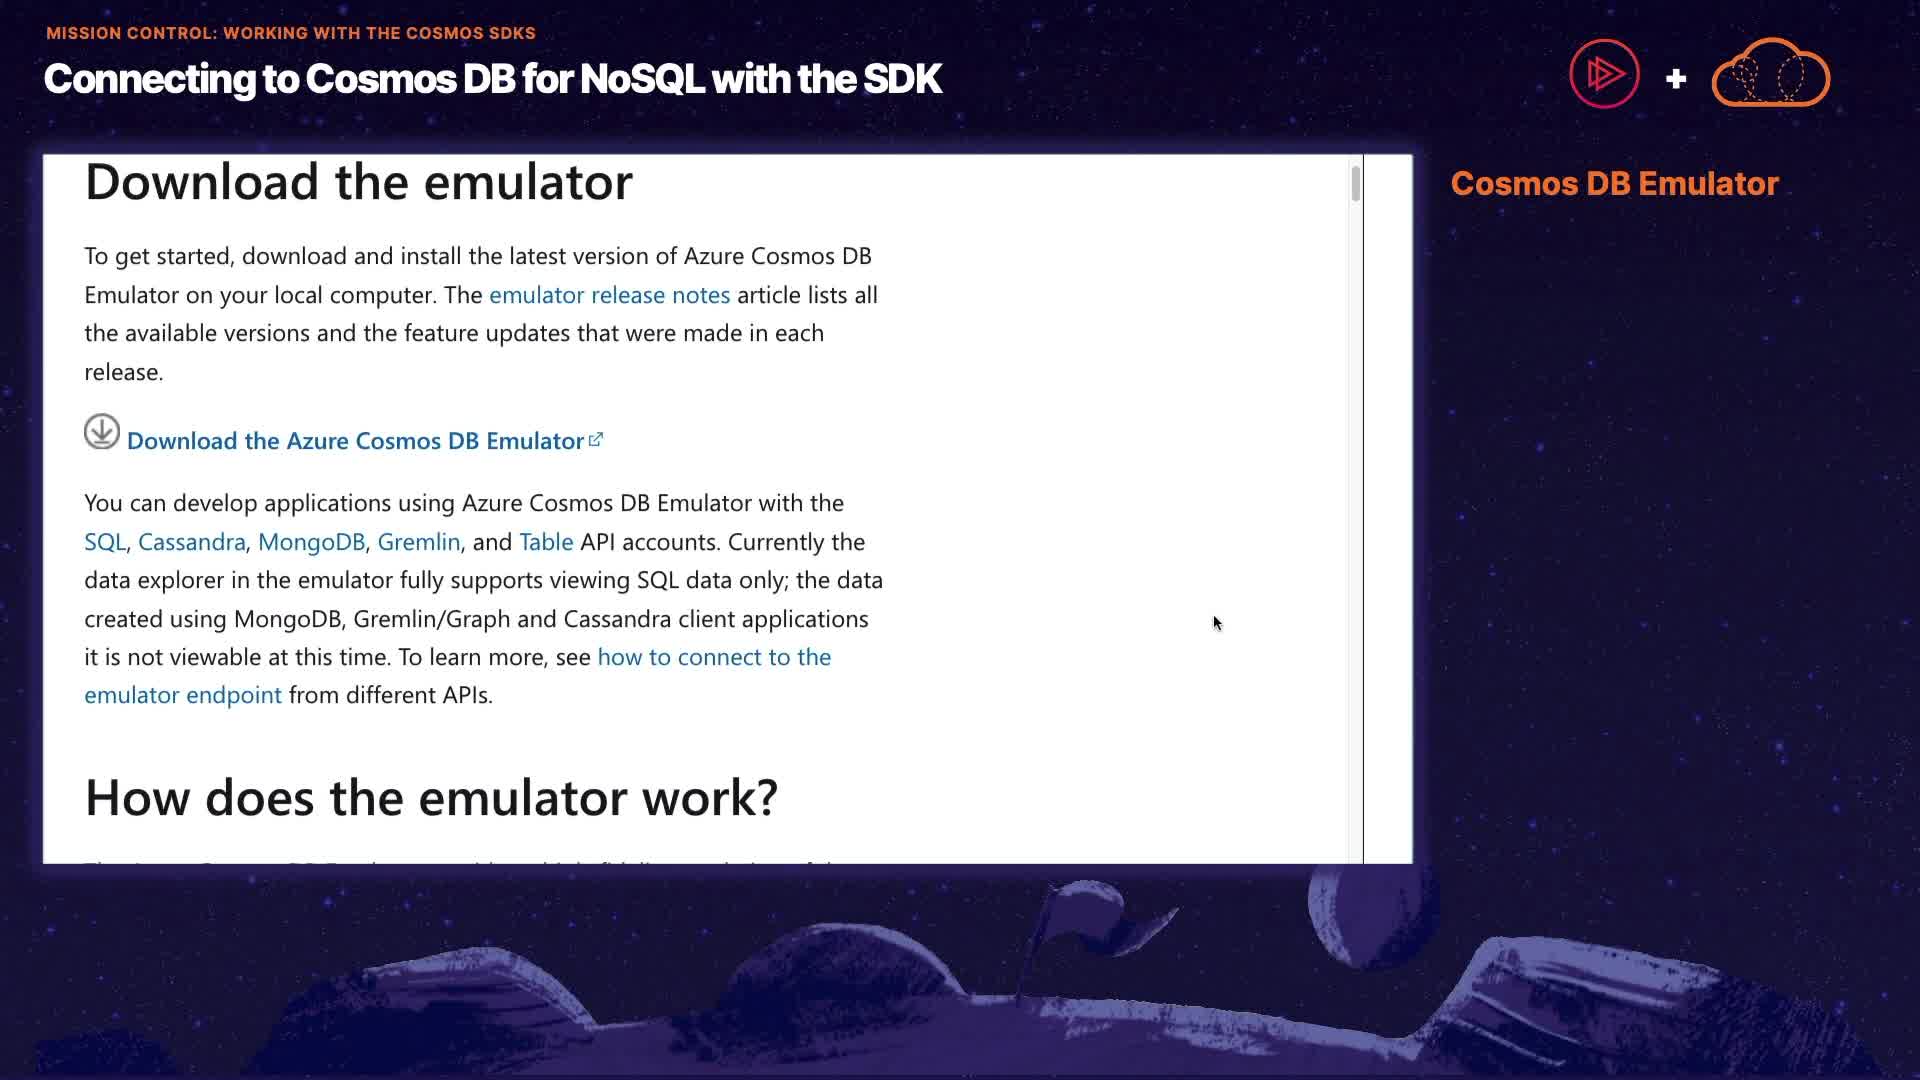 MISSION CONTROL: WORKING WITH THE COSMOS SDKS
Connecting to Cosmos DB for NoSQL with the SDK
+
Cosmos DB Emulator
Download the emulator
To get started, download and install the latest version of Azure Cosmos DB
Emulator on your local computer. The emulator release notes article lists all
the available versions and the feature updates that were made in each
release.
Download the Azure Cosmos DB Emulator
You can develop applications using Azure Cosmos DB Emulator with the
SQL, Cassandra, MongoDB, Gremlin, and Table API accounts. Currently the
data explorer in the emulator fully supports viewing SQL data only; the data
created using MongoDB, Gremlin/Graph and Cassandra client applications
it is not viewable at this time. To learn more, see how to connect to the
emulator endpoint from different APIs.
How does the emulator work?